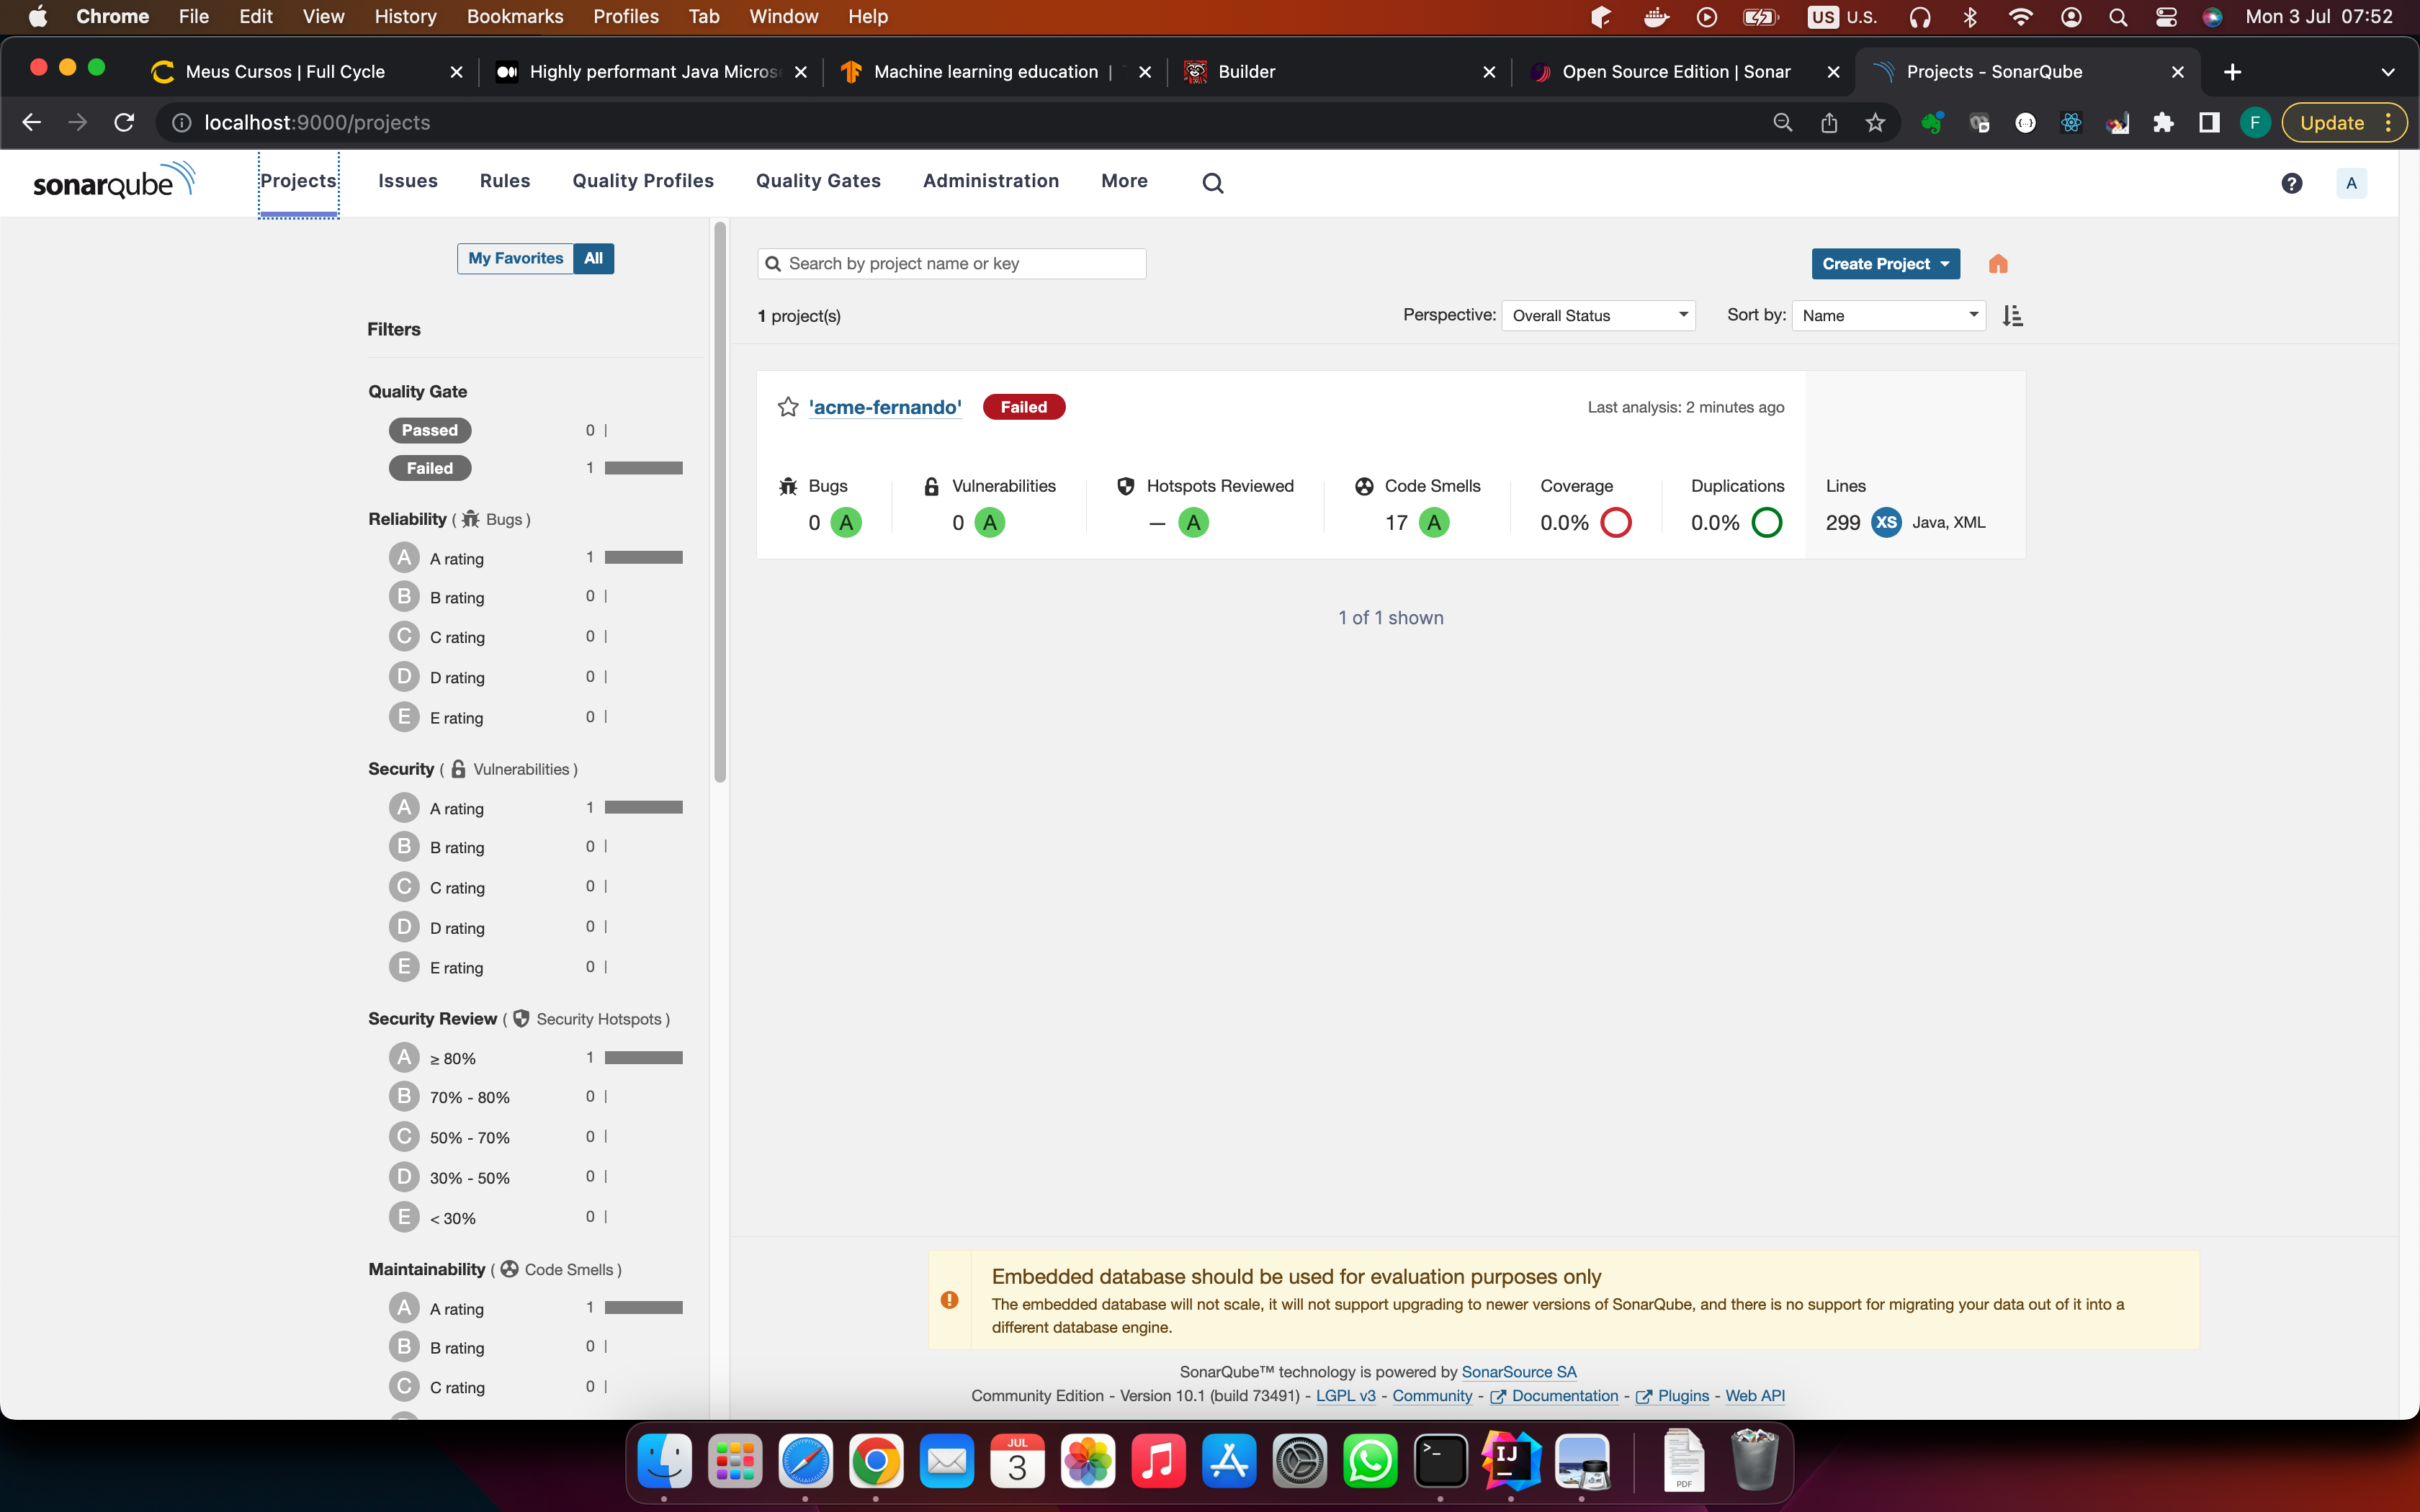 Chrome File Edit View History Bookmarks Profiles Tab Window Help US U.S. Mon 3 Jul 07:52
Meus Cursos | Full Cycle Highly performant Java Micros Machine learning education | Builder Open Source Edition | Sonar Projects - SonarQube
localhost:9000/projects F Update
sonarqube Projects Issues Rules Quality Profiles Quality Gates Administration More ? A
My Favorites All
Search by project name or key
Create Project
Filters
1 project(s)
Perspective: Overall Status Sort by: Name
Quality Gate
Passed 0
Failed 1
Reliability ( Bugs )
A A rating 1
B B rating 0
C C rating 0
D D rating 0
E E rating 0
Security ( Vulnerabilities )
A A rating 1
B B rating 0
C C rating 0
D D rating 0
E E rating 0
Security Review ( Security Hotspots )
A ≥ 80% 1
B 70% - 80% 0
C 50% - 70% 0
D 30% - 50% 0
E < 30% 0
Maintainability ( Code Smells )
A A rating 1
B B rating 0
C C rating 0
'acme-fernando' Failed Last analysis: 2 minutes ago
Bugs Vulnerabilities Hotspots Reviewed Code Smells Coverage Duplications Lines
0 A 0 A — A 17 A 0.0% 0.0% 299 XS Java, XML
1 of 1 shown
Embedded database should be used for evaluation purposes only
The embedded database will not scale, it will not support upgrading to newer versions of SonarQube, and there is no support for migrating your data out of it into a
different database engine.
SonarQube™ technology is powered by SonarSource SA
Community Edition - Version 10.1 (build 73491) - LGPL v3 - Community - Documentation - Plugins - Web API
JUL
3
>_
IJ
PDF